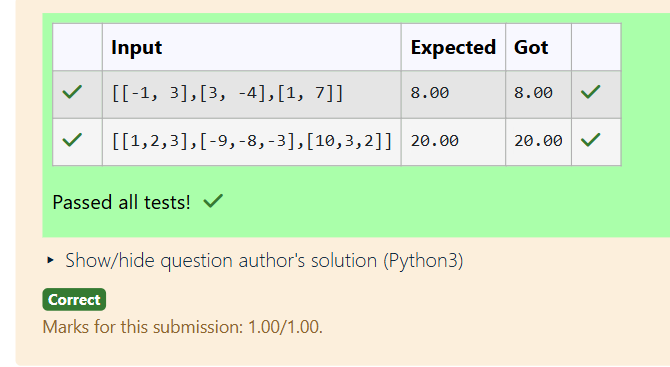 Input Expected Got
[[-1, 3],[3, -4],[1, 7]] 8.00 8.00
[[1,2,3],[-9,-8,-3],[10,3,2]] 20.00 20.00
Passed all tests!
Show/hide question author's solution (Python3)
Correct
Marks for this submission: 1.00/1.00.